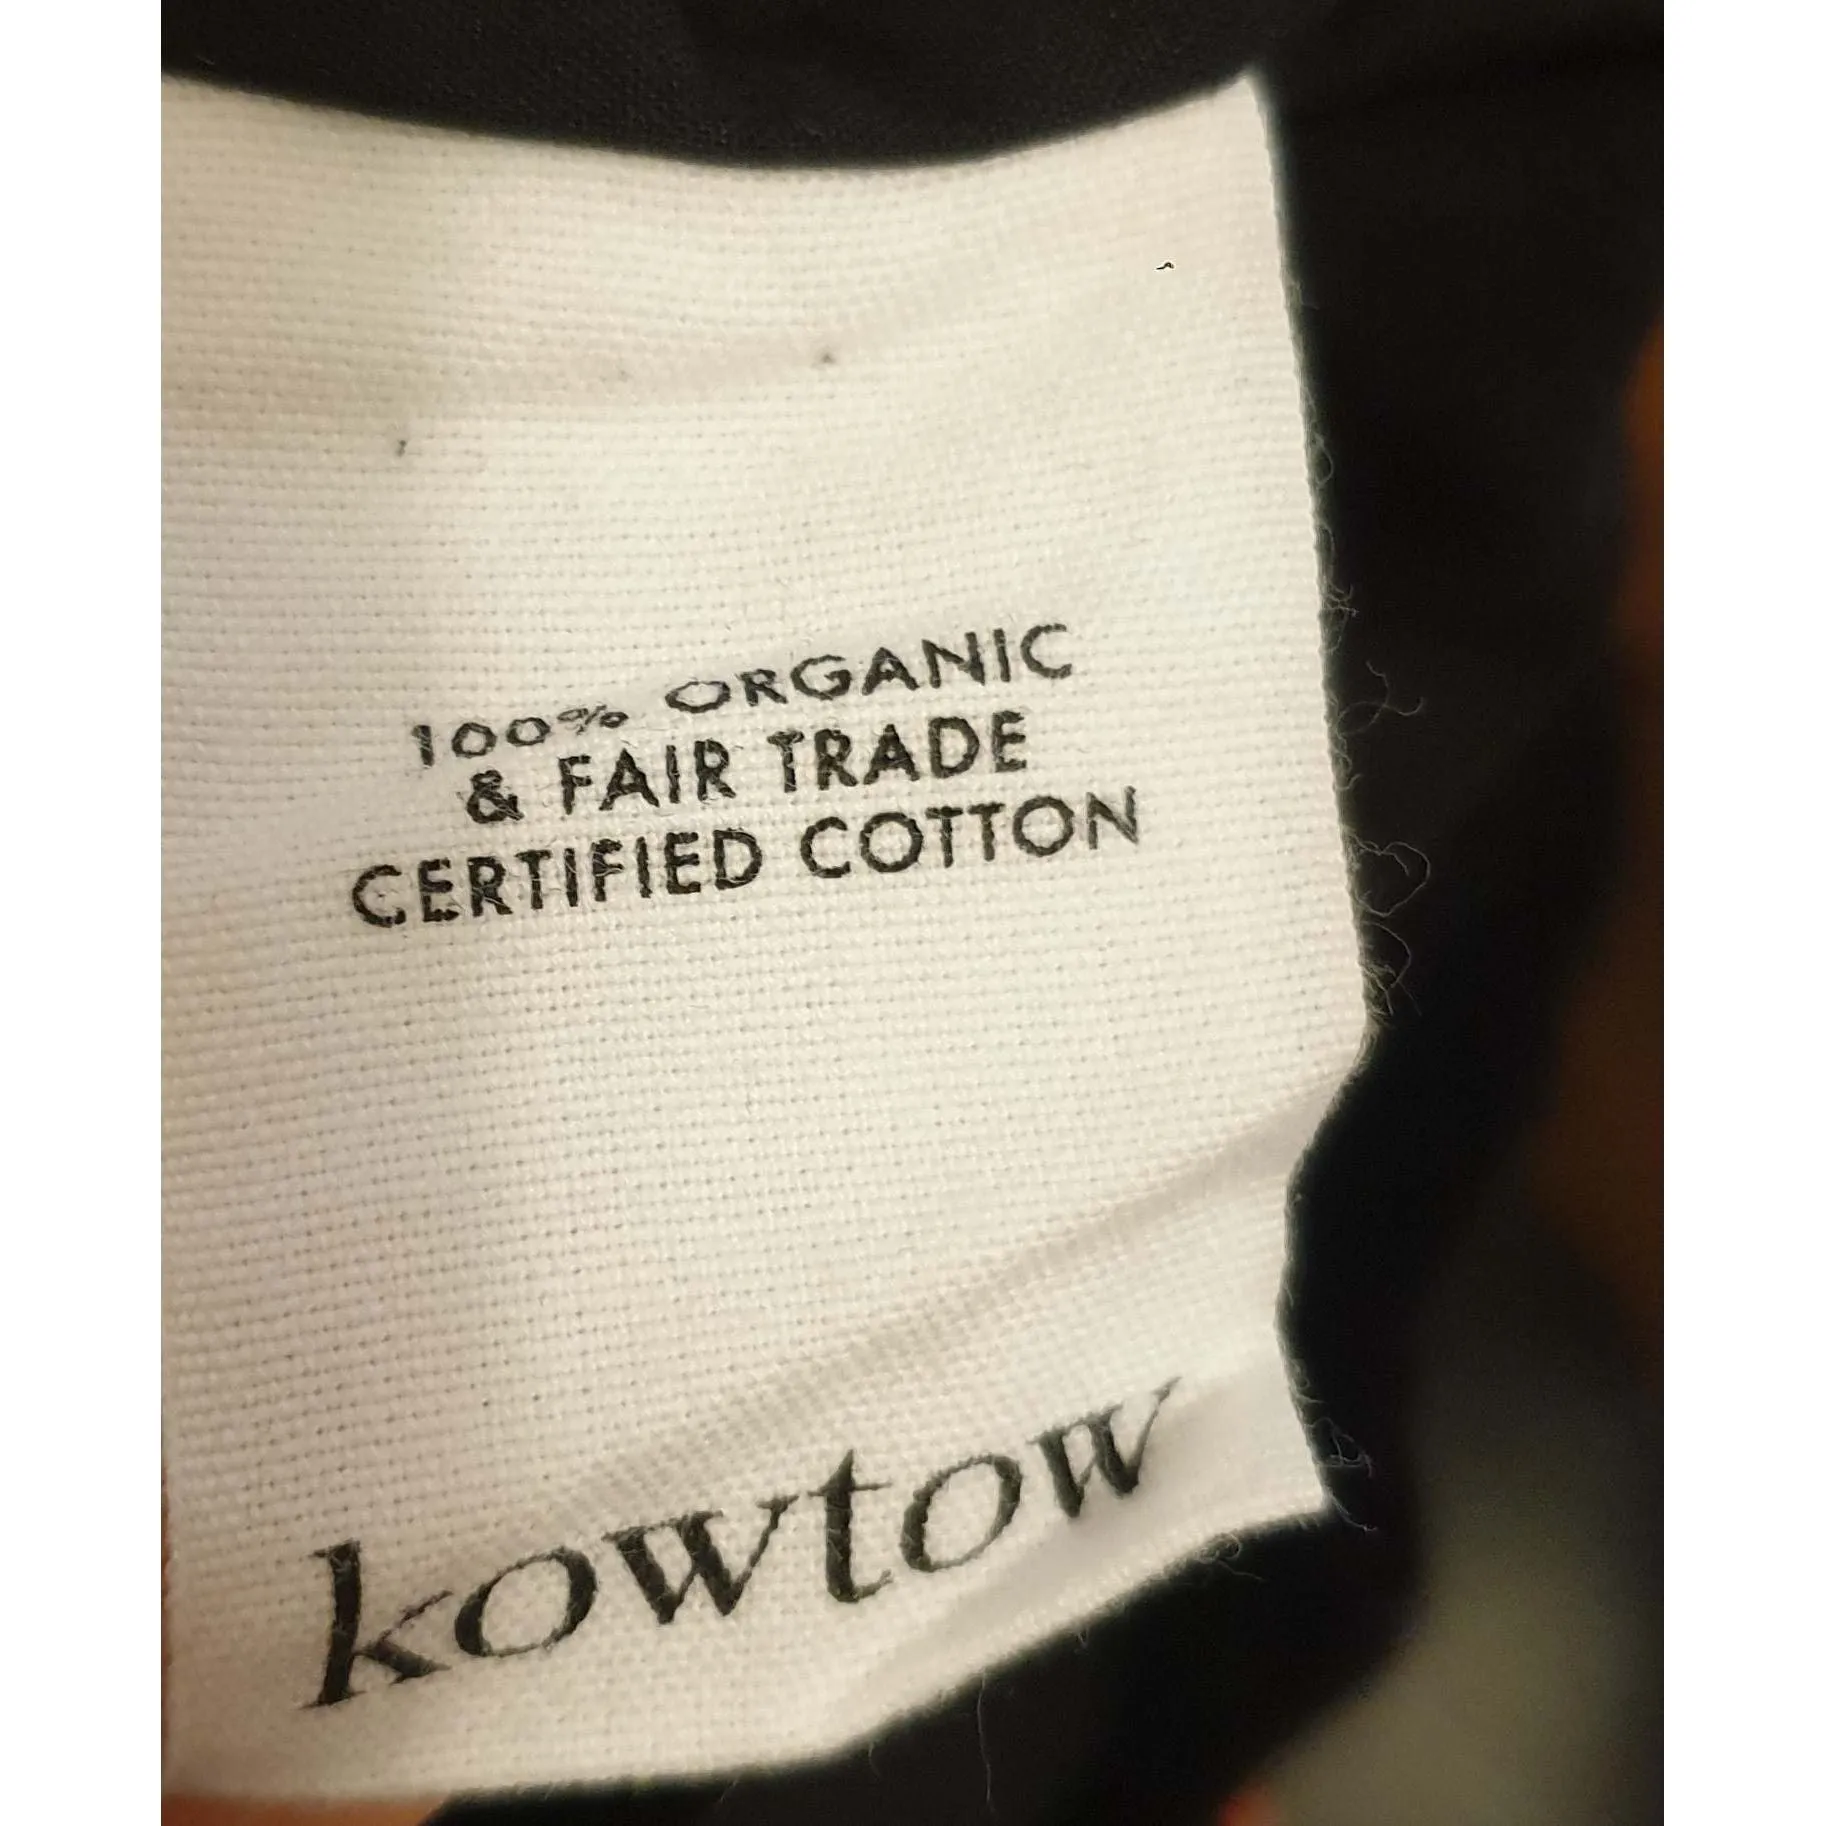 100% ORGANIC
& FAIR TRADE
CERTIFIED COTTON
kowtow